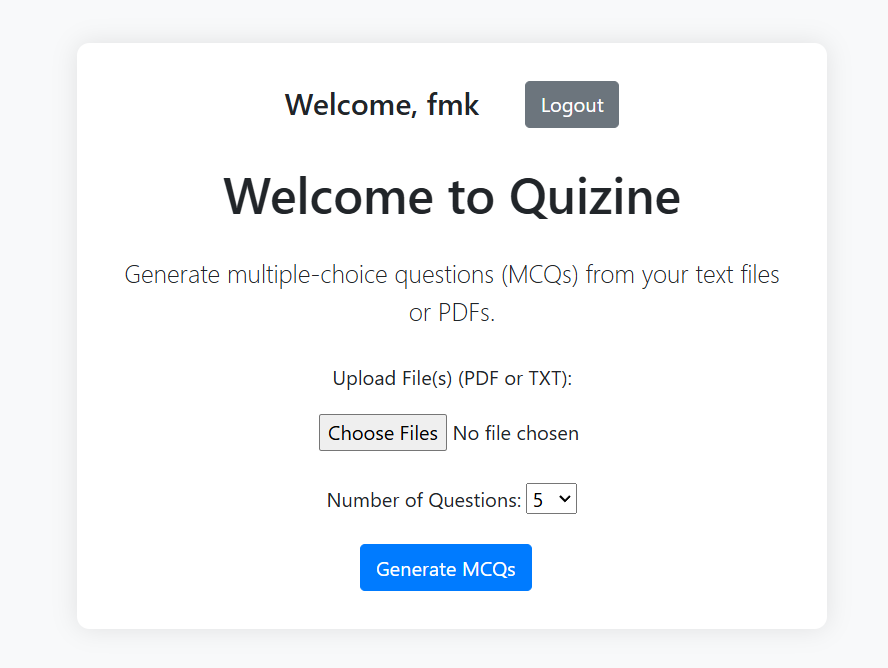 Welcome, fmk Logout
Welcome to Quizine
Generate multiple-choice questions (MCQs) from your text files
or PDFs.
Upload File(s) (PDF or TXT):
Choose Files No file chosen
Number of Questions: 5
Generate MCQs